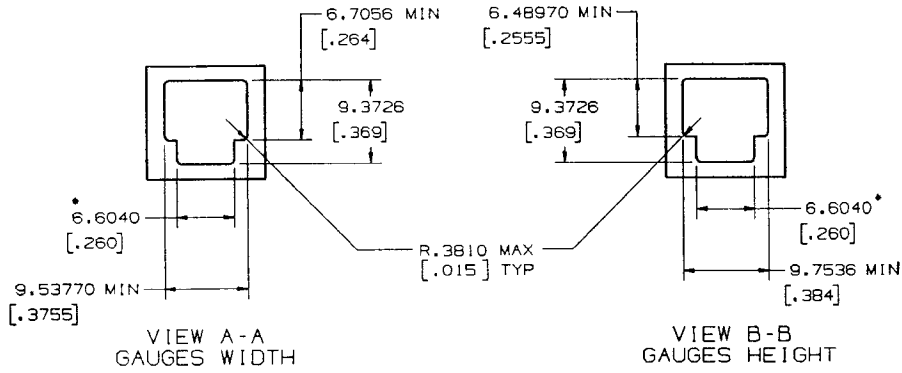 6.7056 MIN
[.264]
9.3726
[.369]
*
6.6040
[.260]
9.53770 MIN
[.3755]
VIEW A-A
GAUGES WIDTH
R.3810 MAX
[.015] TYP
6.48970 MIN
[.2555]
9.3726
[.369]
6.6040*
[.260]
9.7536 MIN
[.384]
VIEW B-B
GAUGES HEIGHT